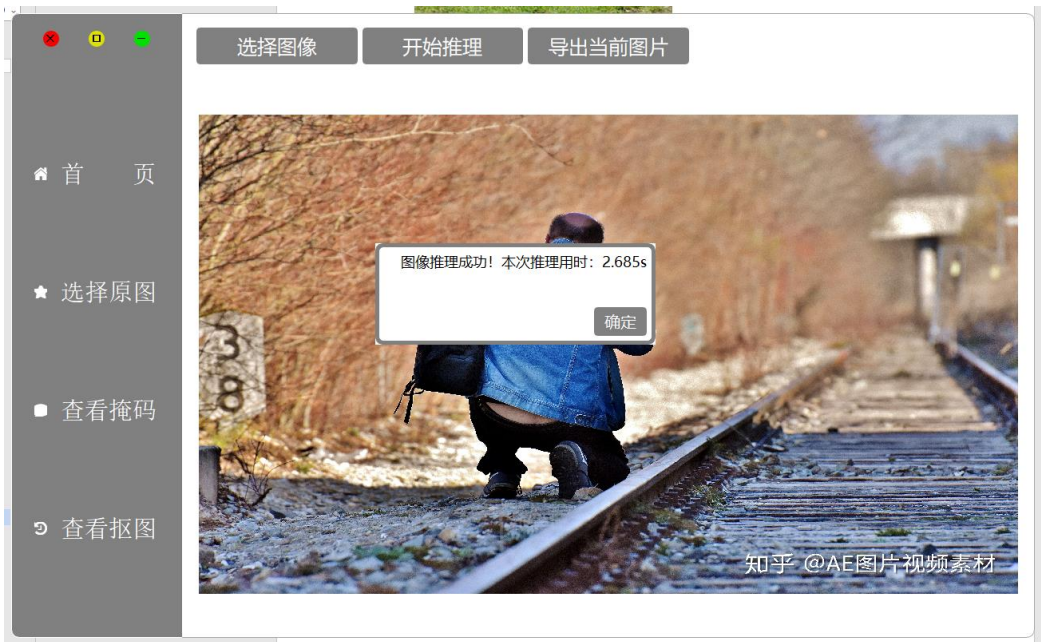 选择图像
开始推理
导出当前图片
首 页
选择原图
查看掩码
查看抠图
图像推理成功！本次推理用时：2.685s
确定
3
8
知乎 @AE图片视频素材